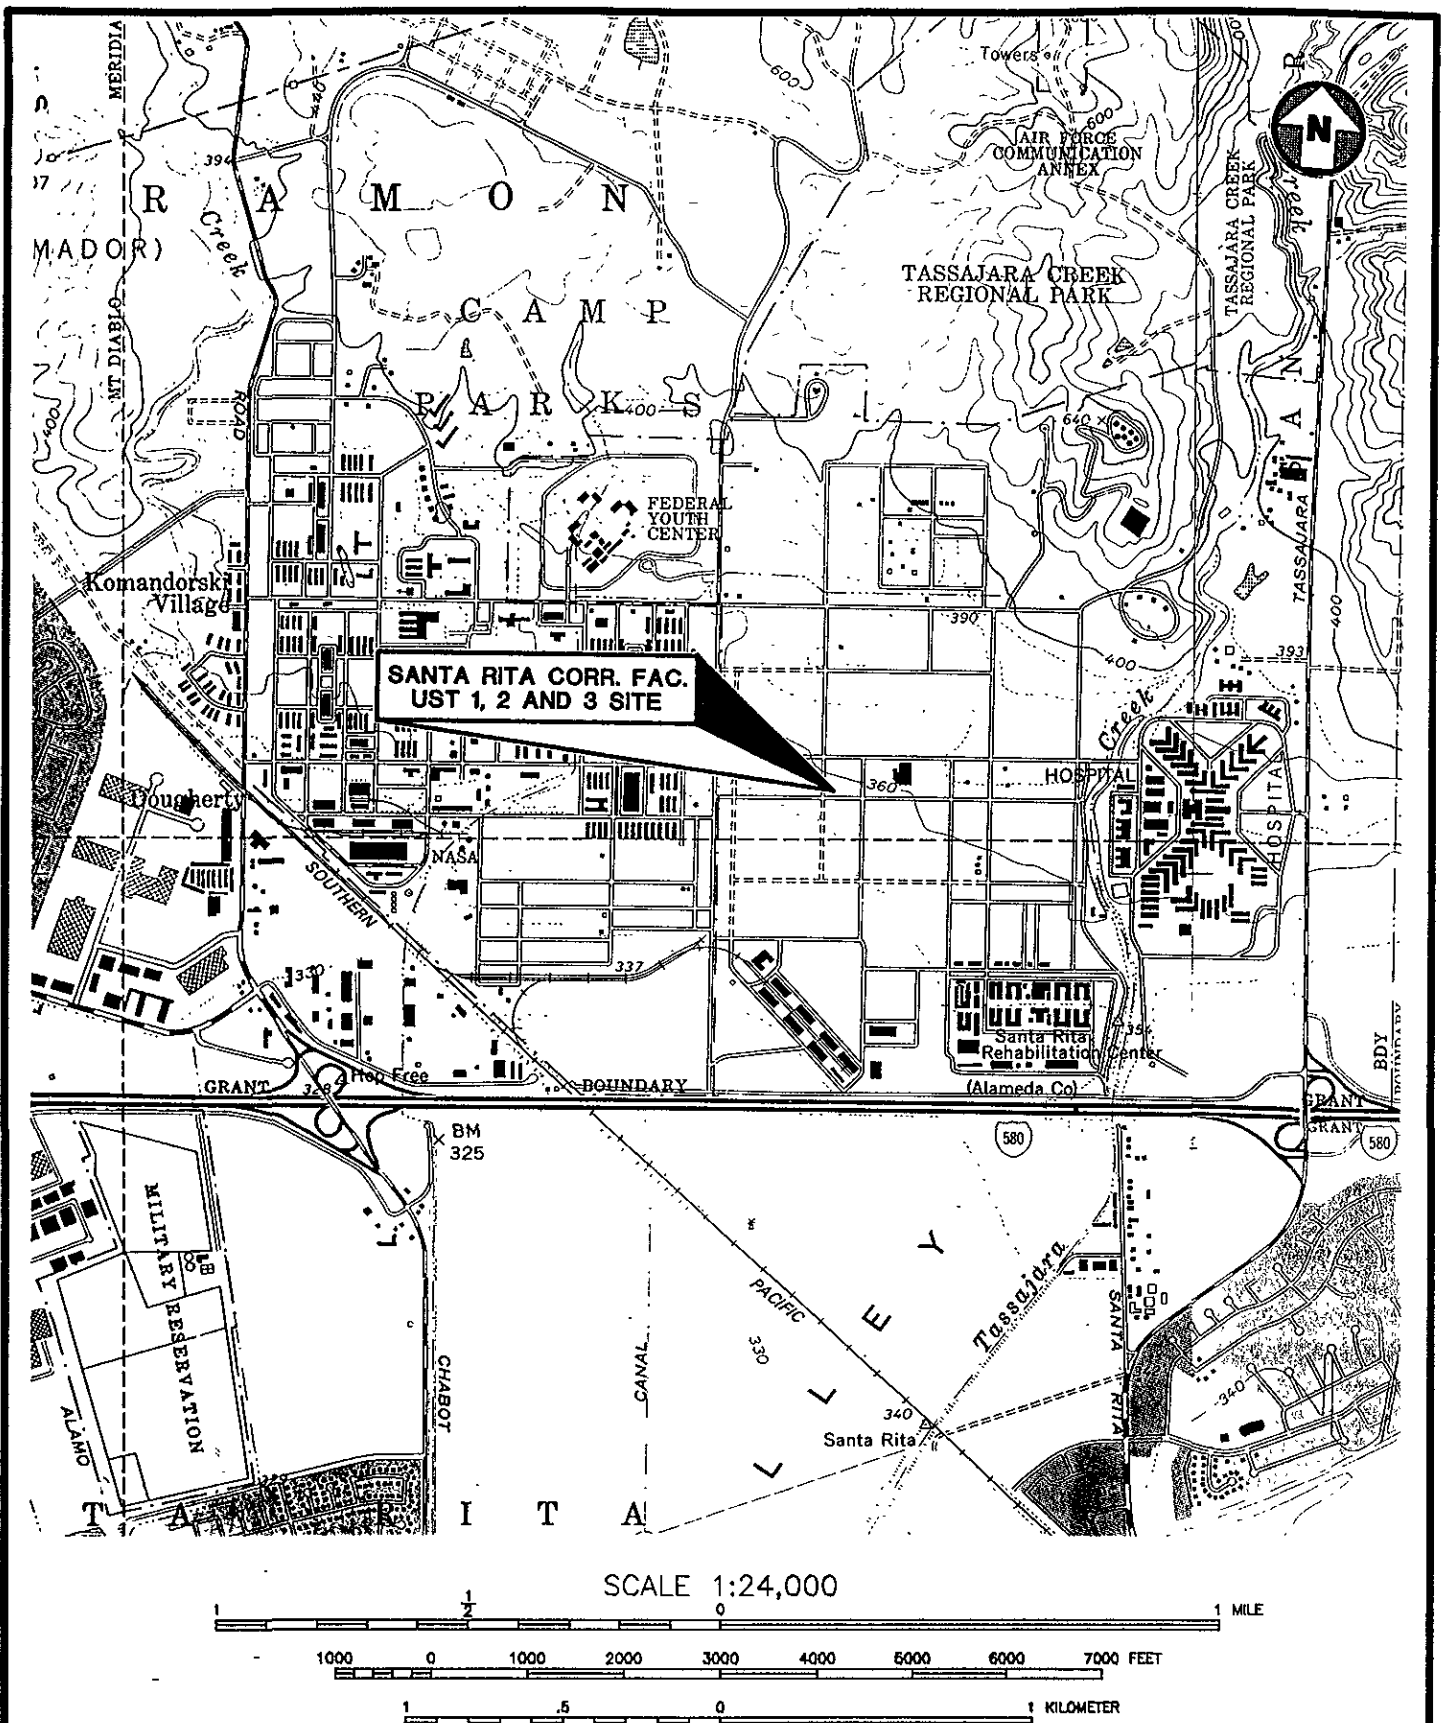 MERIDIA
Towers
600
600
R
640
AIR FORCE
COMMUNICATION
ANNEX
N
394
TASSAJARA CREEK
REGIONAL PARK
Creek
R A M O N
Creek
MADOR)
TASSAJARA CREEK
REGIONAL PARK
C A M P
MT DIABLO
N
ROAD
P A R K S
400
A
400
640
S
FEDERAL
YOUTH
CENTER
TASSAJARA
Komandorski
Village
390
400
400
393
SANTA RITA CORR. FAC.
UST 1, 2 AND 3 SITE
Creek
HOSPITAL
360
HOSPITAL
Dougherty
NASA
SOUTHERN
330
337
354
Santa Rita
Rehabilitation Center
(Alameda Co)
BDY
BOUNDARY
GRANT
328
Hop Free
BOUNDARY
GRANT
GRANT
BM
325
580
580
MILITARY RESERVATION
Y
Tassajara
PACIFIC
E
SANTA RITA
330
CHABOT
CANAL
L
340
340
ALAMO
Santa Rita
L
T A R I T A
SCALE 1:24,000
1 1/2 0 1 MILE
1000 0 1000 2000 3000 4000 5000 6000 7000 FEET
1 .5 0 1 KILOMETER